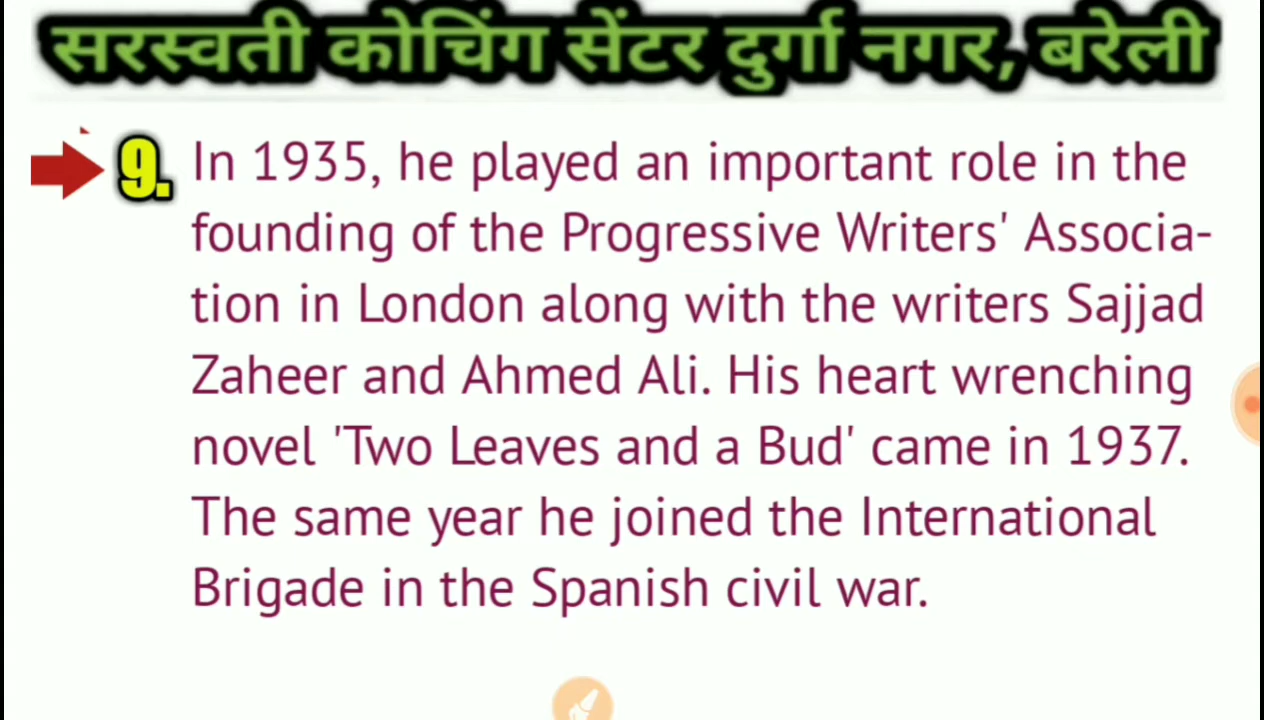 सरस्वती कोचिंग सेंटर दुर्गा नगर, बरेली
9. In 1935, he played an important role in the
founding of the Progressive Writers' Associa-
tion in London along with the writers Sajjad
Zaheer and Ahmed Ali. His heart wrenching
novel 'Two Leaves and a Bud' came in 1937.
The same year he joined the International
Brigade in the Spanish civil war.